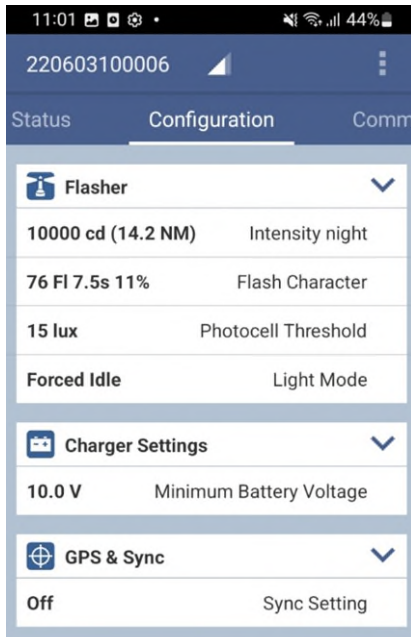 11:01 44%
220603100006
Status Configuration Comm
Flasher
10000 cd (14.2 NM) Intensity night
76 Fl 7.5s 11% Flash Character
15 lux Photocell Threshold
Forced Idle Light Mode
Charger Settings
10.0 V Minimum Battery Voltage
GPS & Sync
Off Sync Setting